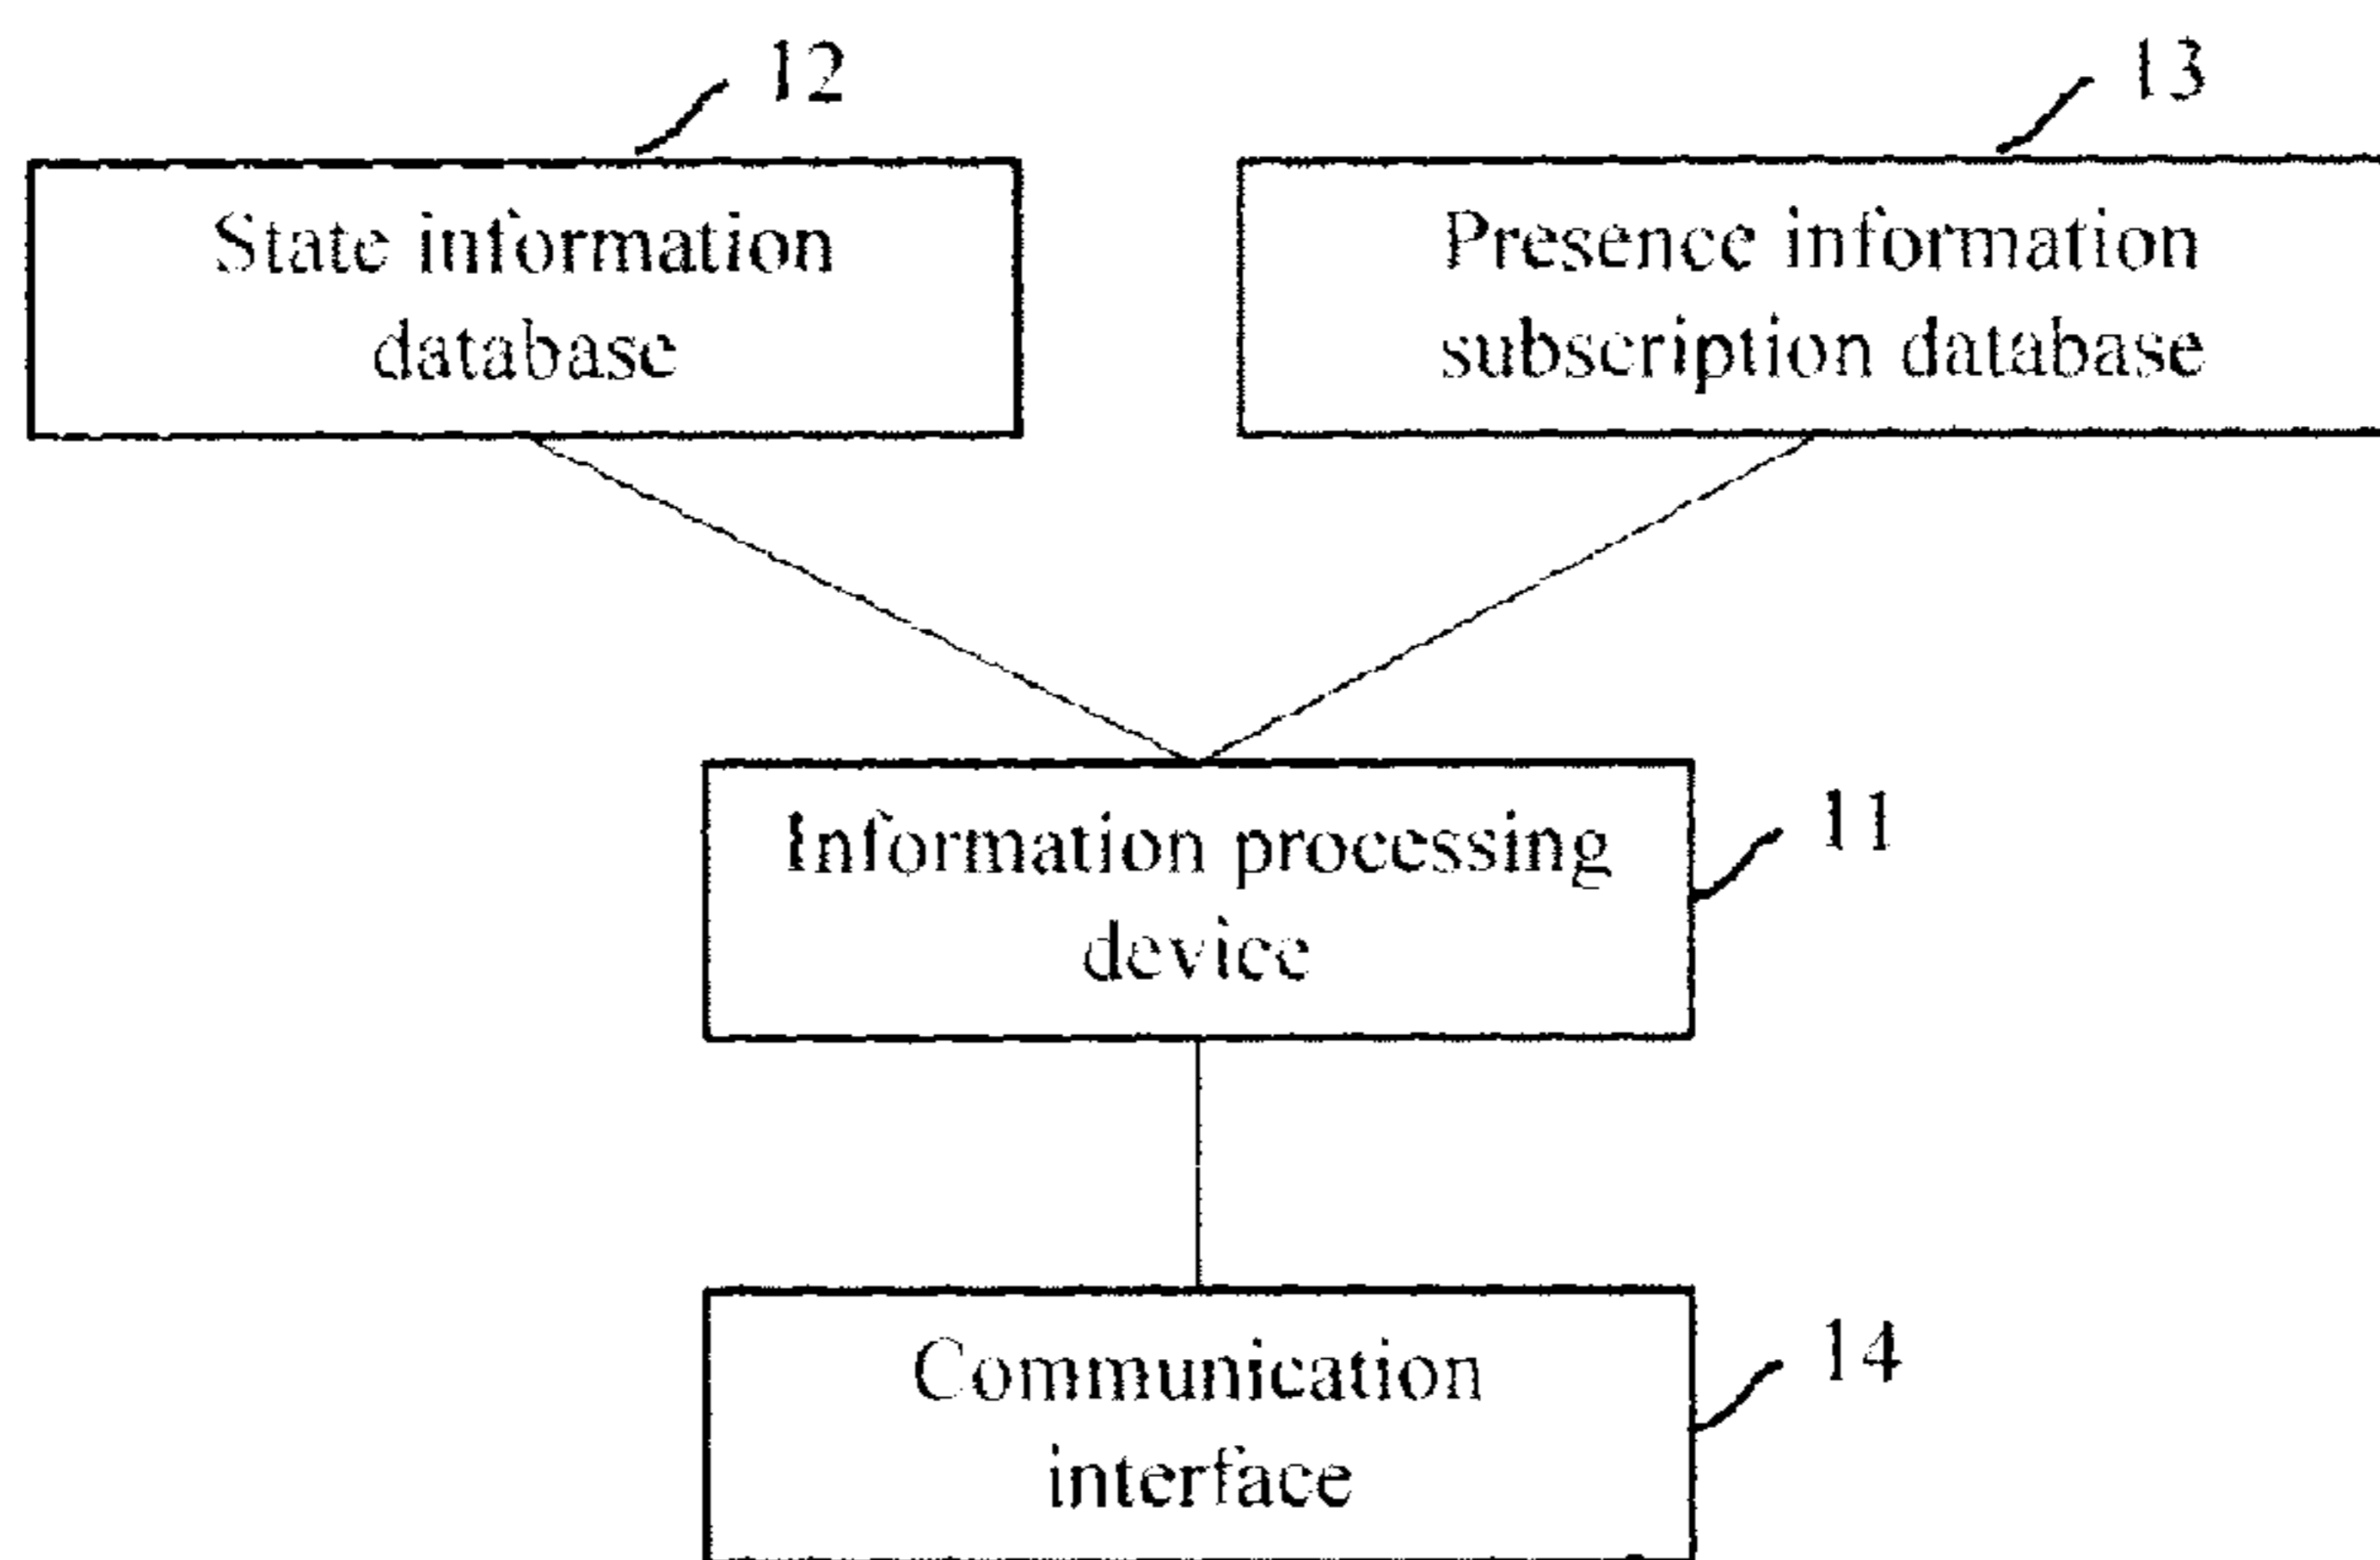 12
13
State information
database
Presence information
subscription database
Information processing
device
11
Communication
interface
14